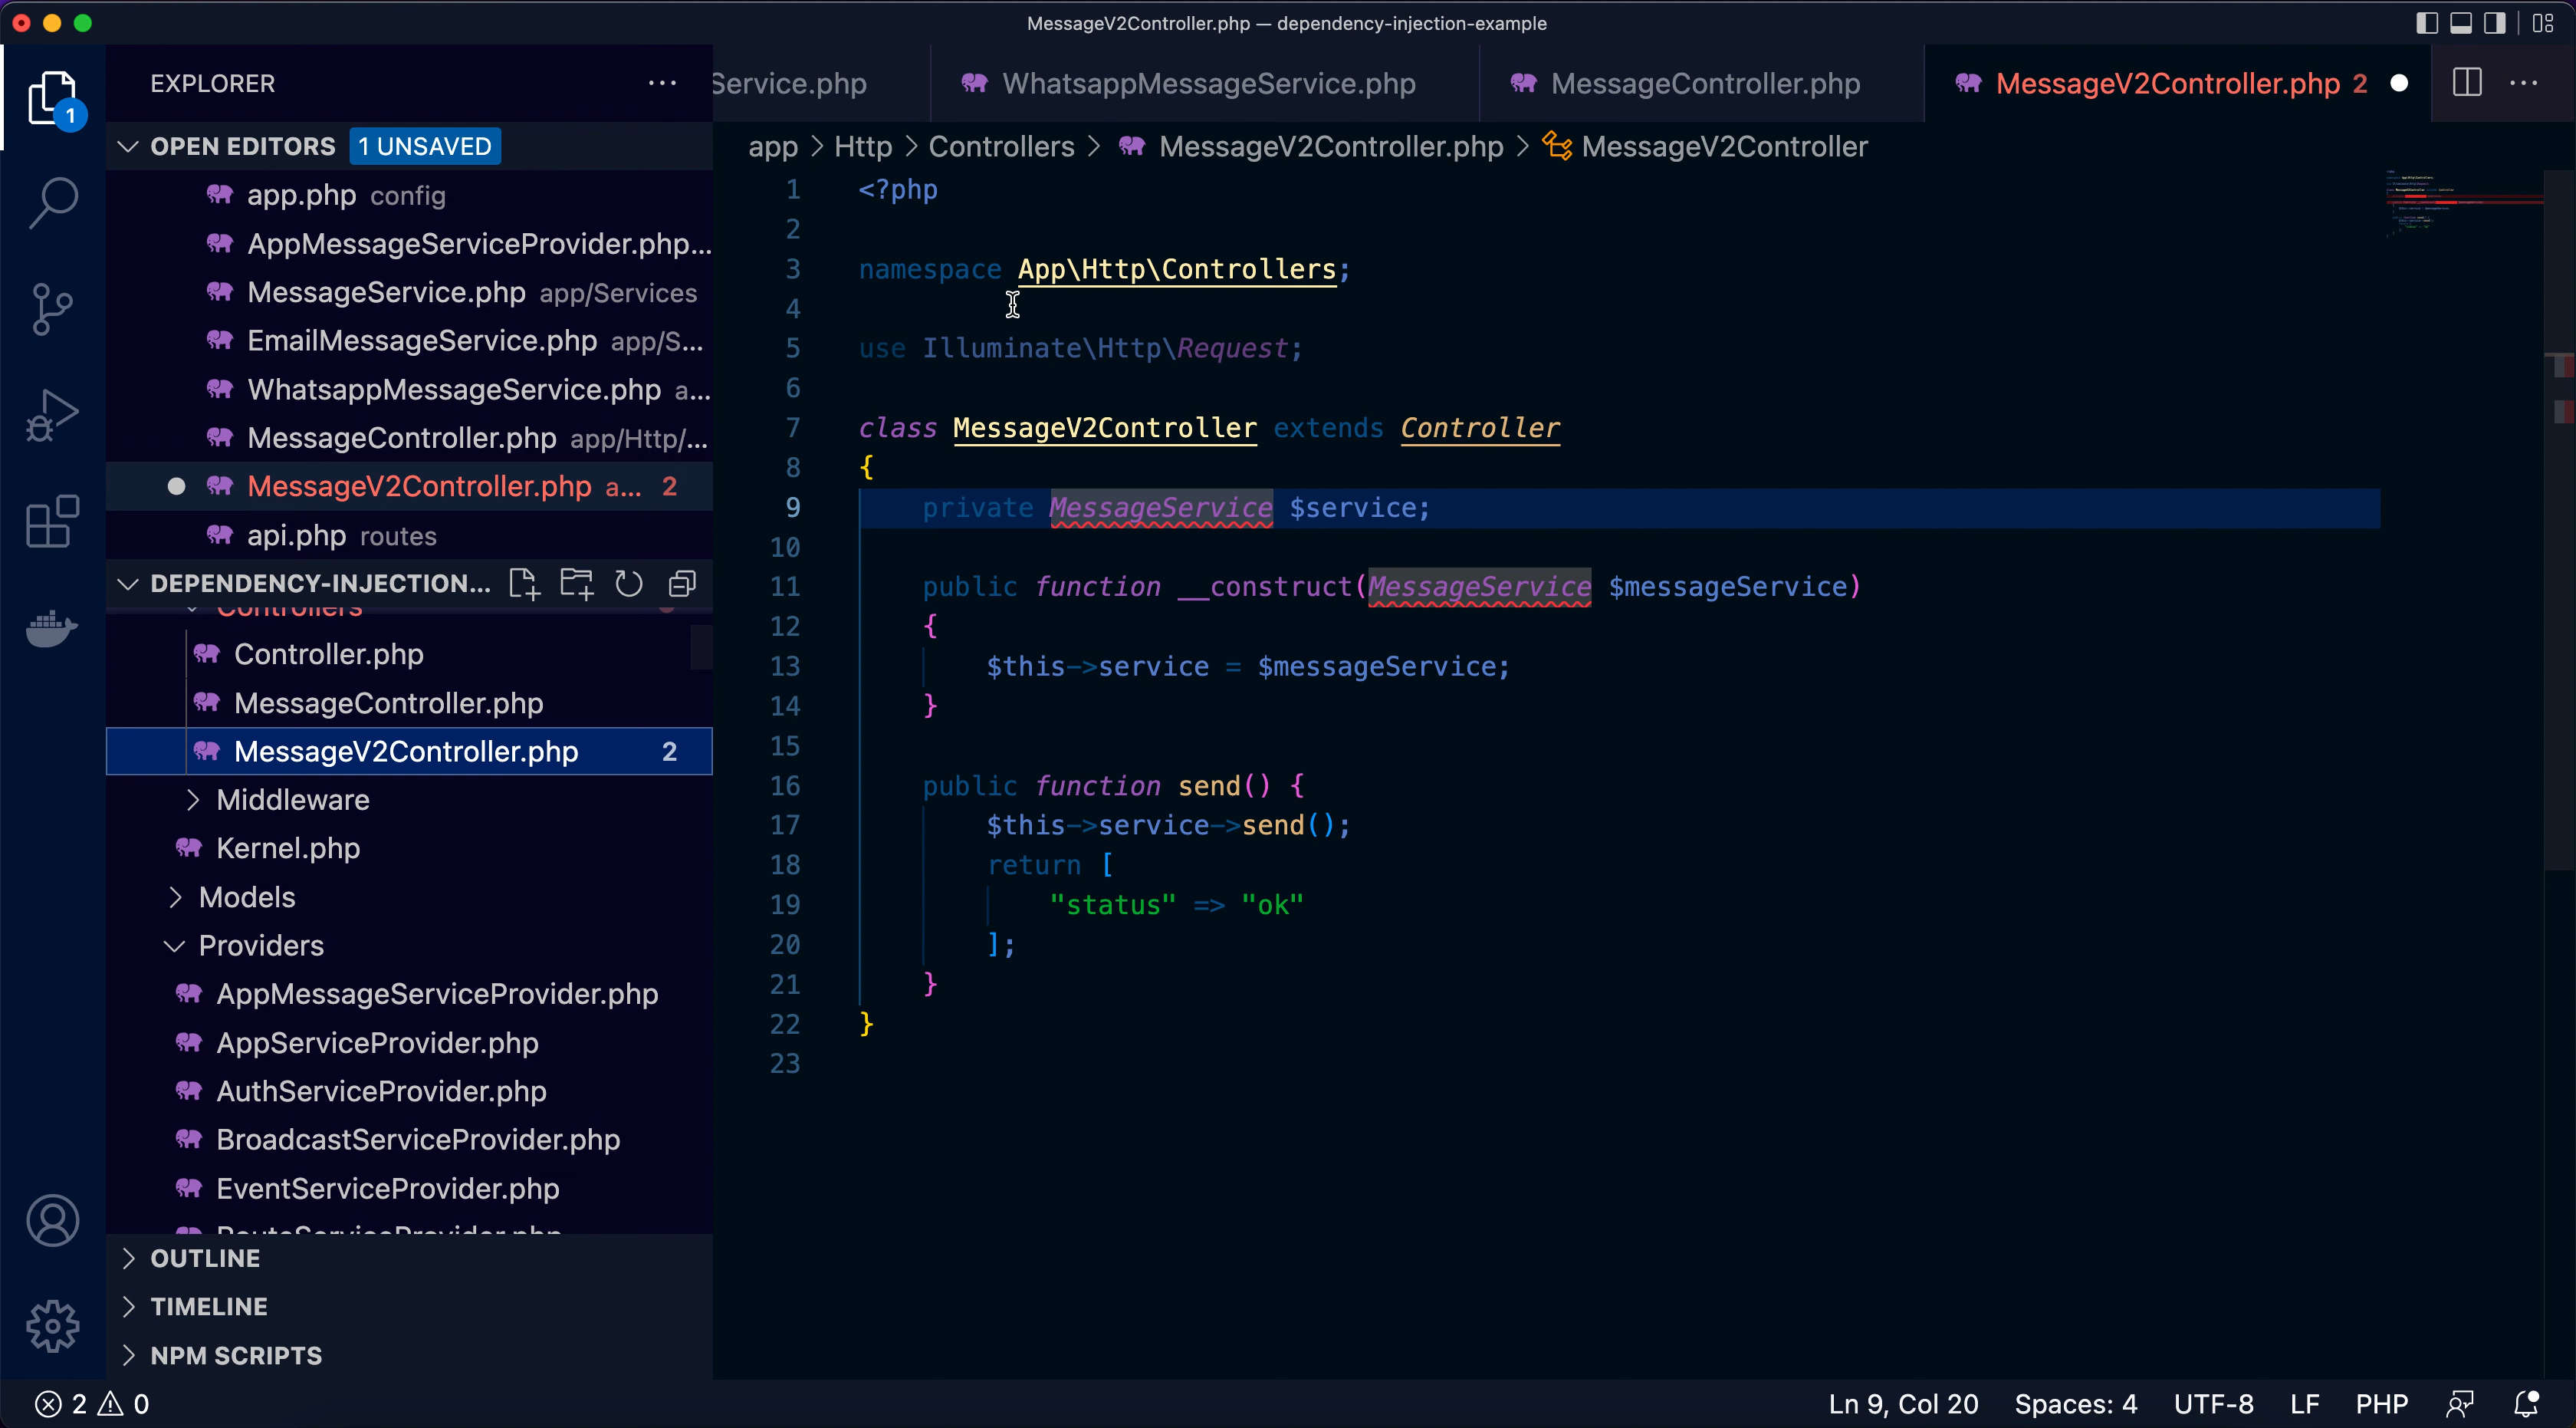 MessageV2Controller.php — dependency-injection-example
EXPLORER
OPEN EDITORS 1 UNSAVED
app.php config
AppMessageServiceProvider.php...
MessageService.php app/Services
EmailMessageService.php app/S...
WhatsappMessageService.php a...
MessageController.php app/Http/...
MessageV2Controller.php a... 2
api.php routes
DEPENDENCY-INJECTION...
Controllers
Controller.php
MessageController.php
MessageV2Controller.php 2
Middleware
Kernel.php
Models
Providers
AppMessageServiceProvider.php
AppServiceProvider.php
AuthServiceProvider.php
BroadcastServiceProvider.php
EventServiceProvider.php
RouteServiceProvider.php
OUTLINE
TIMELINE
NPM SCRIPTS
1
Service.php WhatsappMessageService.php MessageController.php MessageV2Controller.php 2
app > Http > Controllers > MessageV2Controller.php > MessageV2Controller
1 <?php
2
3 namespace App\Http\Controllers;
4
5 use Illuminate\Http\Request;
6
7 class MessageV2Controller extends Controller
8 {
9 private MessageService $service;
10
11 public function __construct(MessageService $messageService)
12 {
13 $this->service = $messageService;
14 }
15
16 public function send() {
17 $this->service->send();
18 return [
19 "status" => "ok"
20 ];
21 }
22 }
23
2 0 Ln 9, Col 20 Spaces: 4 UTF-8 LF PHP